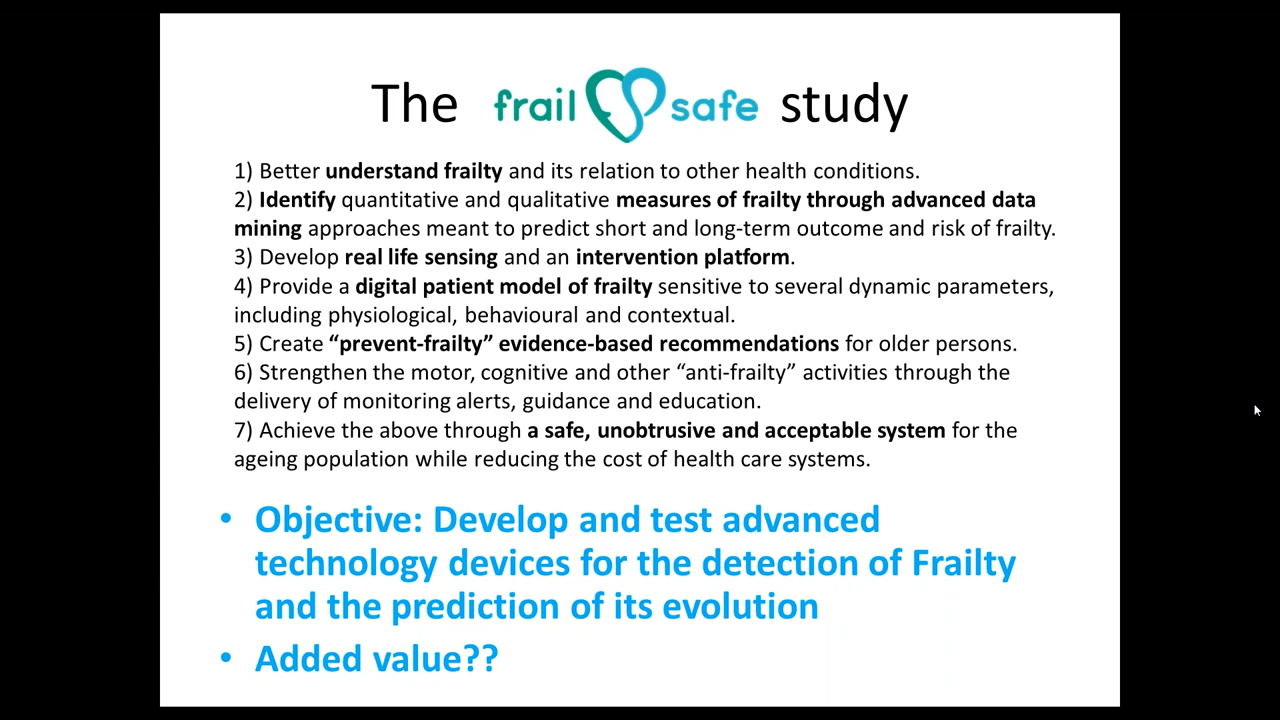 The frail safe study
1) Better understand frailty and its relation to other health conditions.
2) Identify quantitative and qualitative measures of frailty through advanced data
mining approaches meant to predict short and long-term outcome and risk of frailty.
3) Develop real life sensing and an intervention platform.
4) Provide a digital patient model of frailty sensitive to several dynamic parameters,
including physiological, behavioural and contextual.
5) Create “prevent-frailty” evidence-based recommendations for older persons.
6) Strengthen the motor, cognitive and other “anti-frailty” activities through the
delivery of monitoring alerts, guidance and education.
7) Achieve the above through a safe, unobtrusive and acceptable system for the
ageing population while reducing the cost of health care systems.
• Objective: Develop and test advanced
technology devices for the detection of Frailty
and the prediction of its evolution
• Added value??